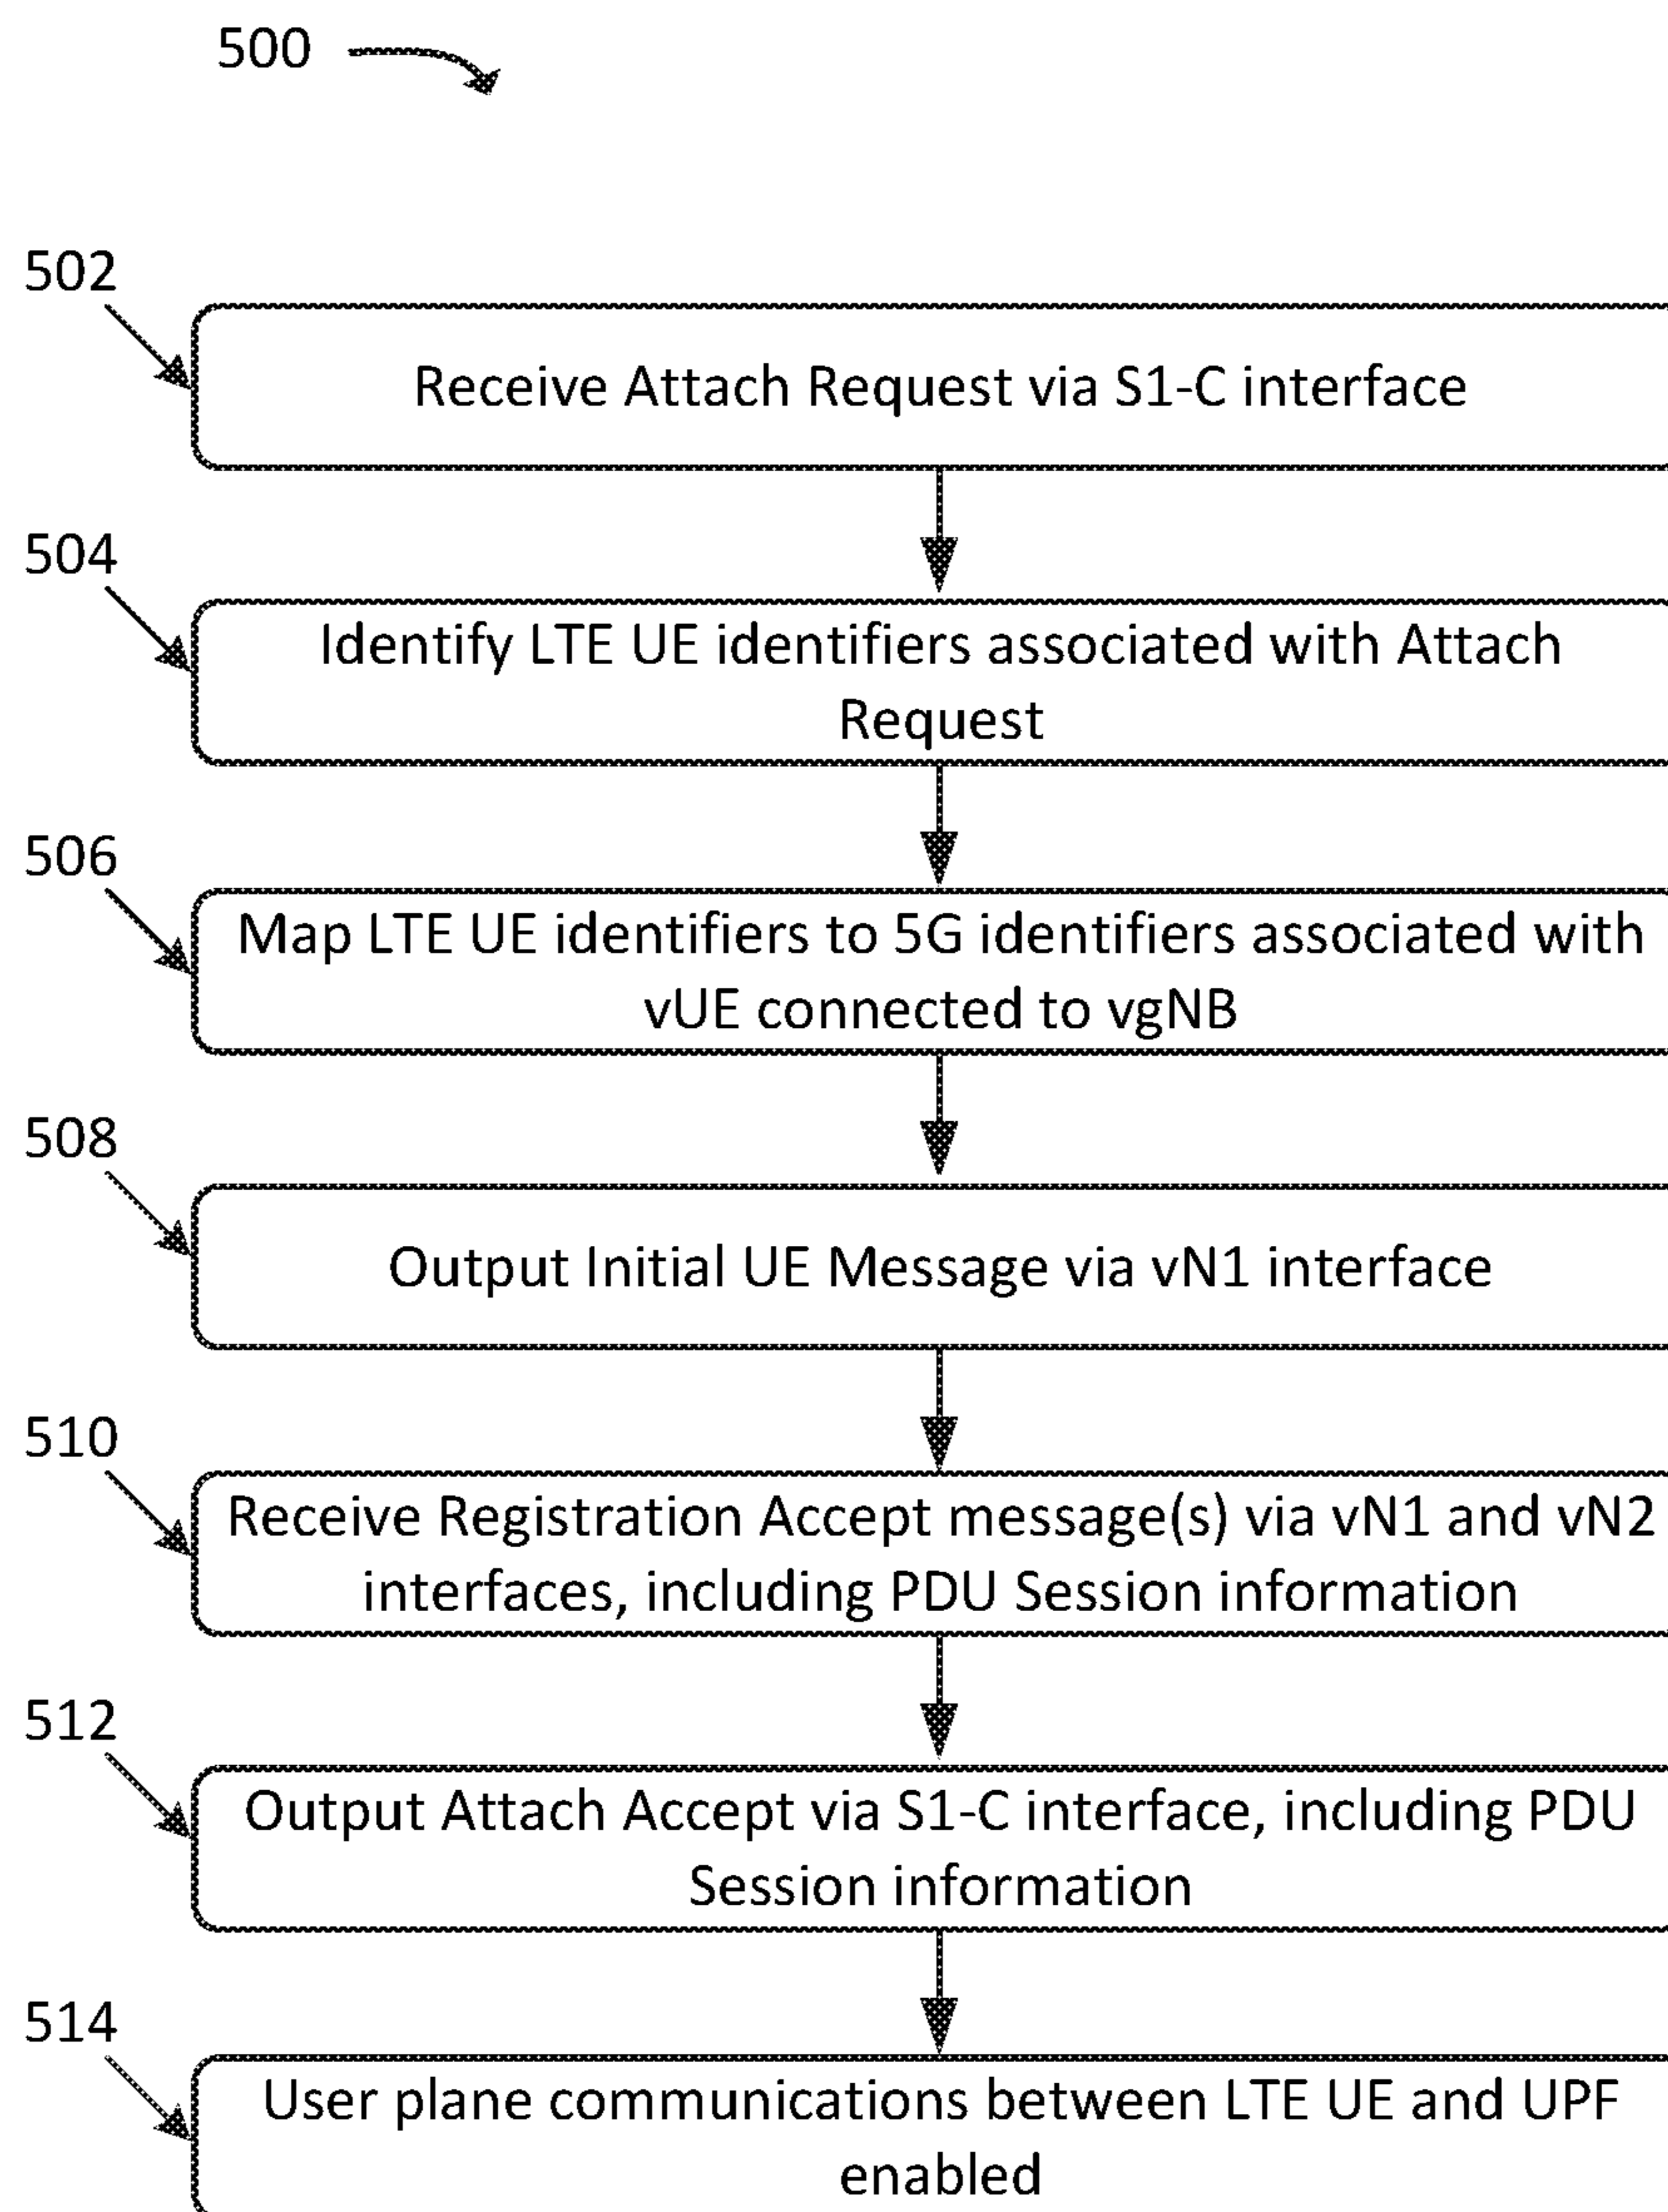 500
502
Receive Attach Request via S1-C interface
504
Identify LTE UE identifiers associated with Attach
Request
506
Map LTE UE identifiers to 5G identifiers associated with
vUE connected to vgNB
508
Output Initial UE Message via vN1 interface
510
Receive Registration Accept message(s) via vN1 and vN2
interfaces, including PDU Session information
512
Output Attach Accept via S1-C interface, including PDU
Session information
514
User plane communications between LTE UE and UPF
enabled